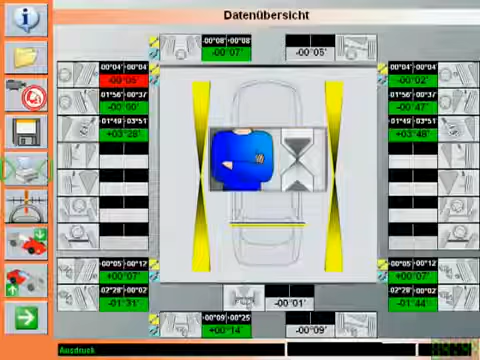 Datenübersicht
-00°08' -00°08'
-00°07' -00°05'
-00°04' +00°04' -00°04' +00°04'
-00°05' -00°02'
-01°56' +00°37' -01°56' +00°37'
-00°47'
+01°49' +03°51' +01°49' +03°51'
+03°28' +03°48'
+00°05' +00°12' +00°05' +00°12'
+00°07' +00°07'
-02°28' -00°02' -02°28' -00°02'
-01°31' -00°01' -01°44'
+00°09' +00°25'
+00°14' -00°09'
Ausdruck